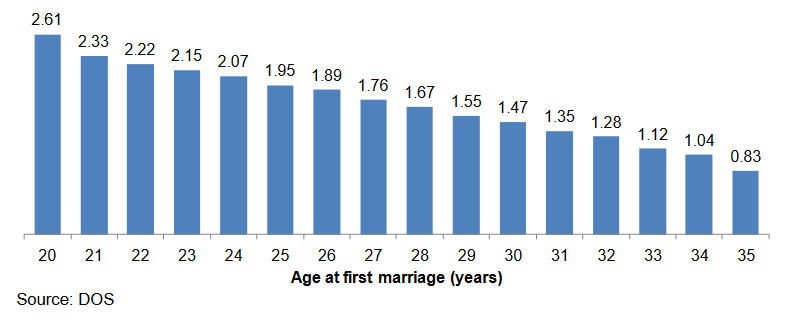 2.61 2.33 2.22 2.15 2.07 1.95 1.89 1.76 1.67 1.55 1.47 1.35 1.28 1.12 1.04 0.83
20 21 22 23 24 25 26 27 28 29 30 31 32 33 34 35
Age at first marriage (years)
Source: DOS